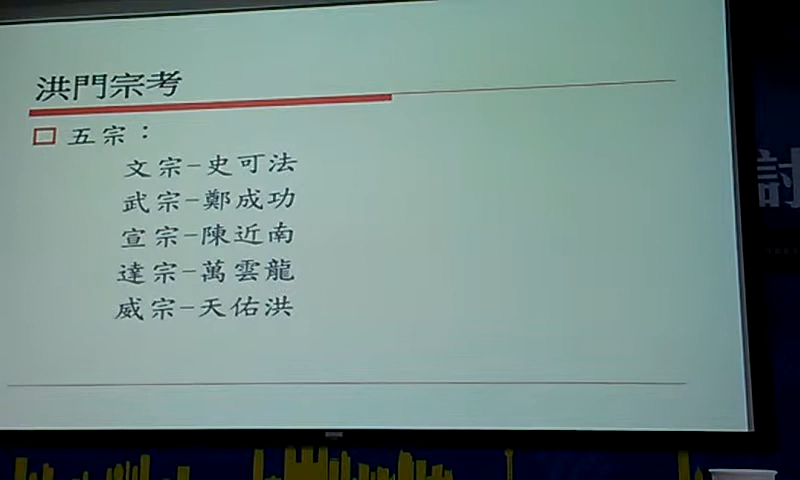 洪門宗考
五宗：
文宗–史可法
武宗–鄭成功
宣宗–陳近南
達宗–萬雲龍
威宗–天佑洪
討